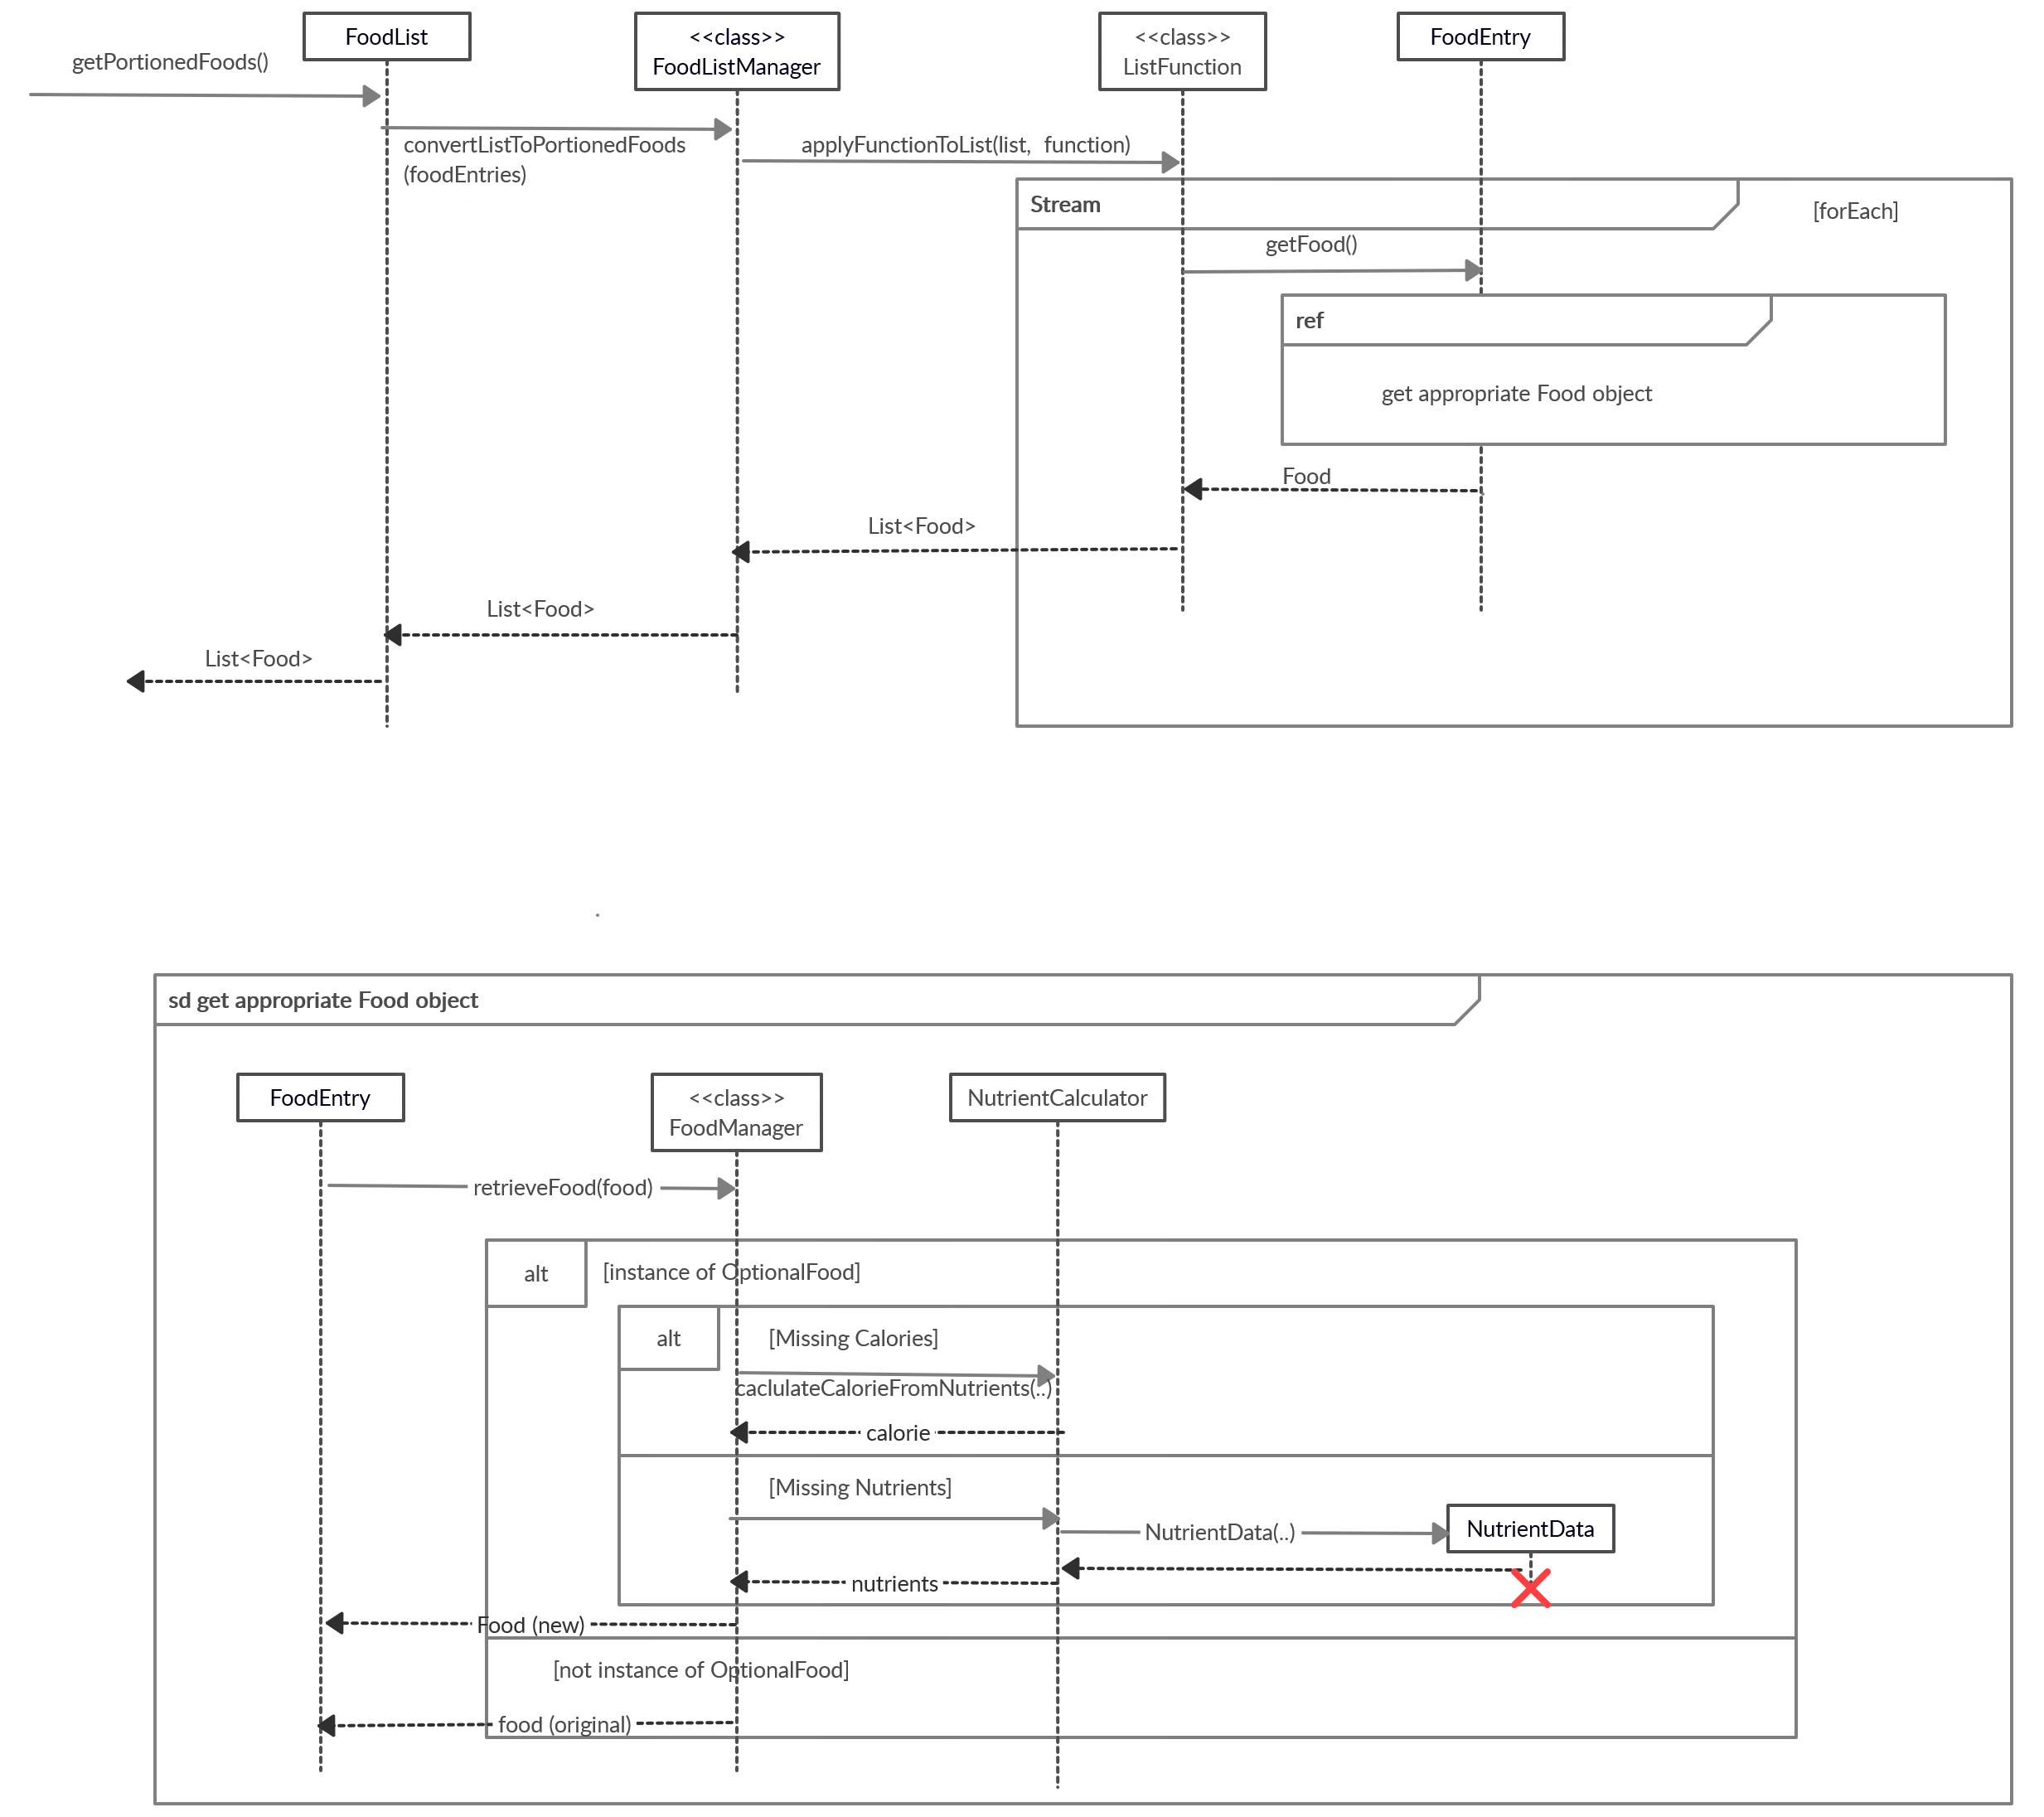 FoodList
<<class>>
FoodListManager
<<class>>
ListFunction
FoodEntry
getPortionedFoods()
convertListToPortionedFoods
(foodEntries)
applyFunctionToList(list,  function)
Stream
[forEach]
getFood()
ref
get appropriate Food object
Food
List<Food>
List<Food>
List<Food>
sd get appropriate Food object
FoodEntry
<<class>>
FoodManager
NutrientCalculator
retrieveFood(food)
alt
[instance of OptionalFood]
alt
[Missing Calories]
caclulateCalorieFromNutrients(..)
calorie
[Missing Nutrients]
NutrientData(..)
NutrientData
nutrients
Food (new)
[not instance of OptionalFood]
food (original)